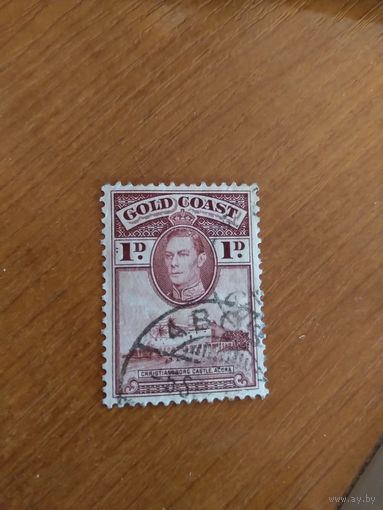 GOLD COAST
1D. 1D.
CHRISTIANSBORG CASTLE, ACCRA
www.ay.by